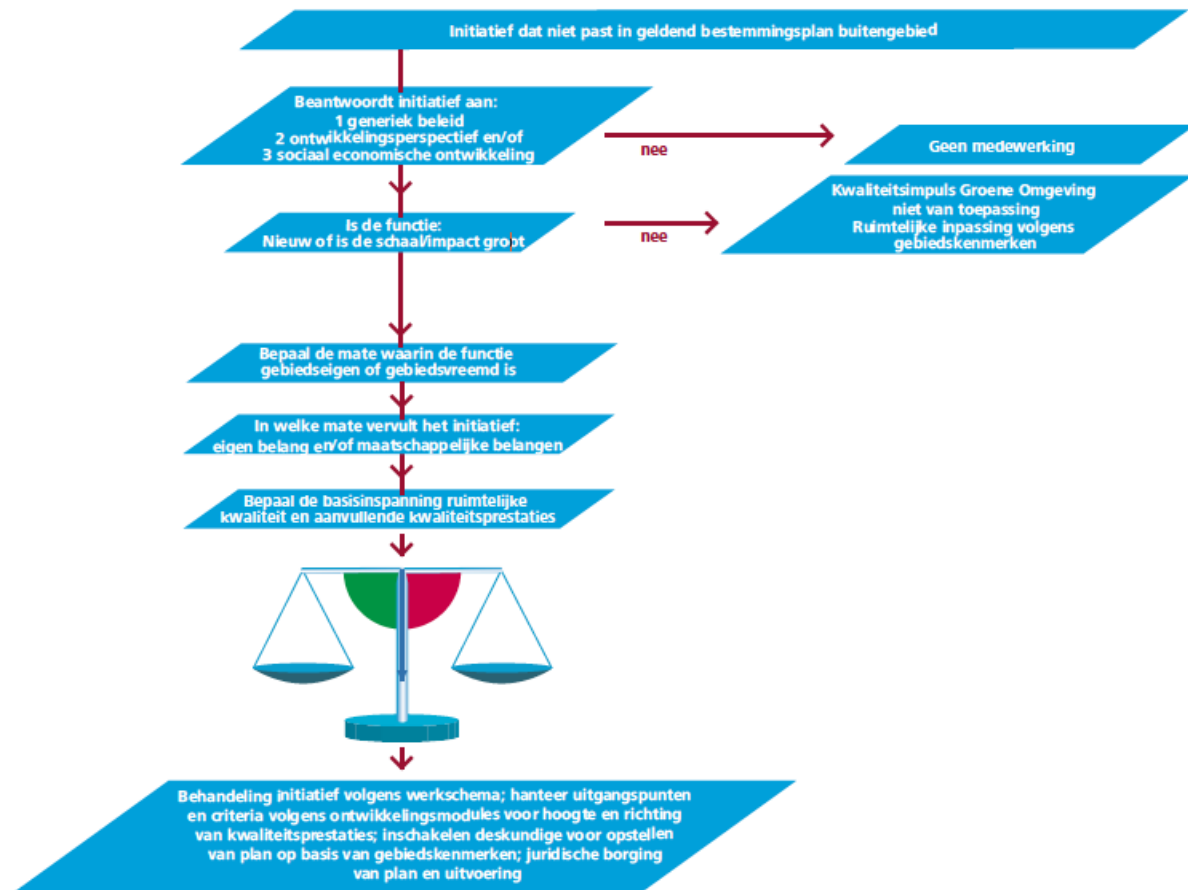 Initiatief dat niet past in geldend bestemmingsplan buitengebied
Beantwoordt initiatief aan:
1 generiek beleid
2 ontwikkelingsperspectief en/of
3 sociaal economische ontwikkeling
nee
Geen medewerking
Is de functie:
Nieuw of is de schaal/impact groot
nee
Kwaliteitsimpuls Groene Omgeving
niet van toepassing
Ruimtelijke inpassing volgens
gebiedskenmerken
Bepaal de mate waarin de functie
gebiedseigen of gebiedsvreemd is
In welke mate vervult het initiatief:
eigen belang en/of maatschappelijke belangen
Bepaal de basisinspanning ruimtelijke
kwaliteit en aanvullende kwaliteitsprestaties
Behandeling initiatief volgens werkschema; hanteer uitgangspunten
en criteria volgens ontwikkelingsmodules voor hoogte en richting
van kwaliteitsprestaties; inschakelen deskundige voor opstellen
van plan op basis van gebiedskenmerken; juridische borging
van plan en uitvoering